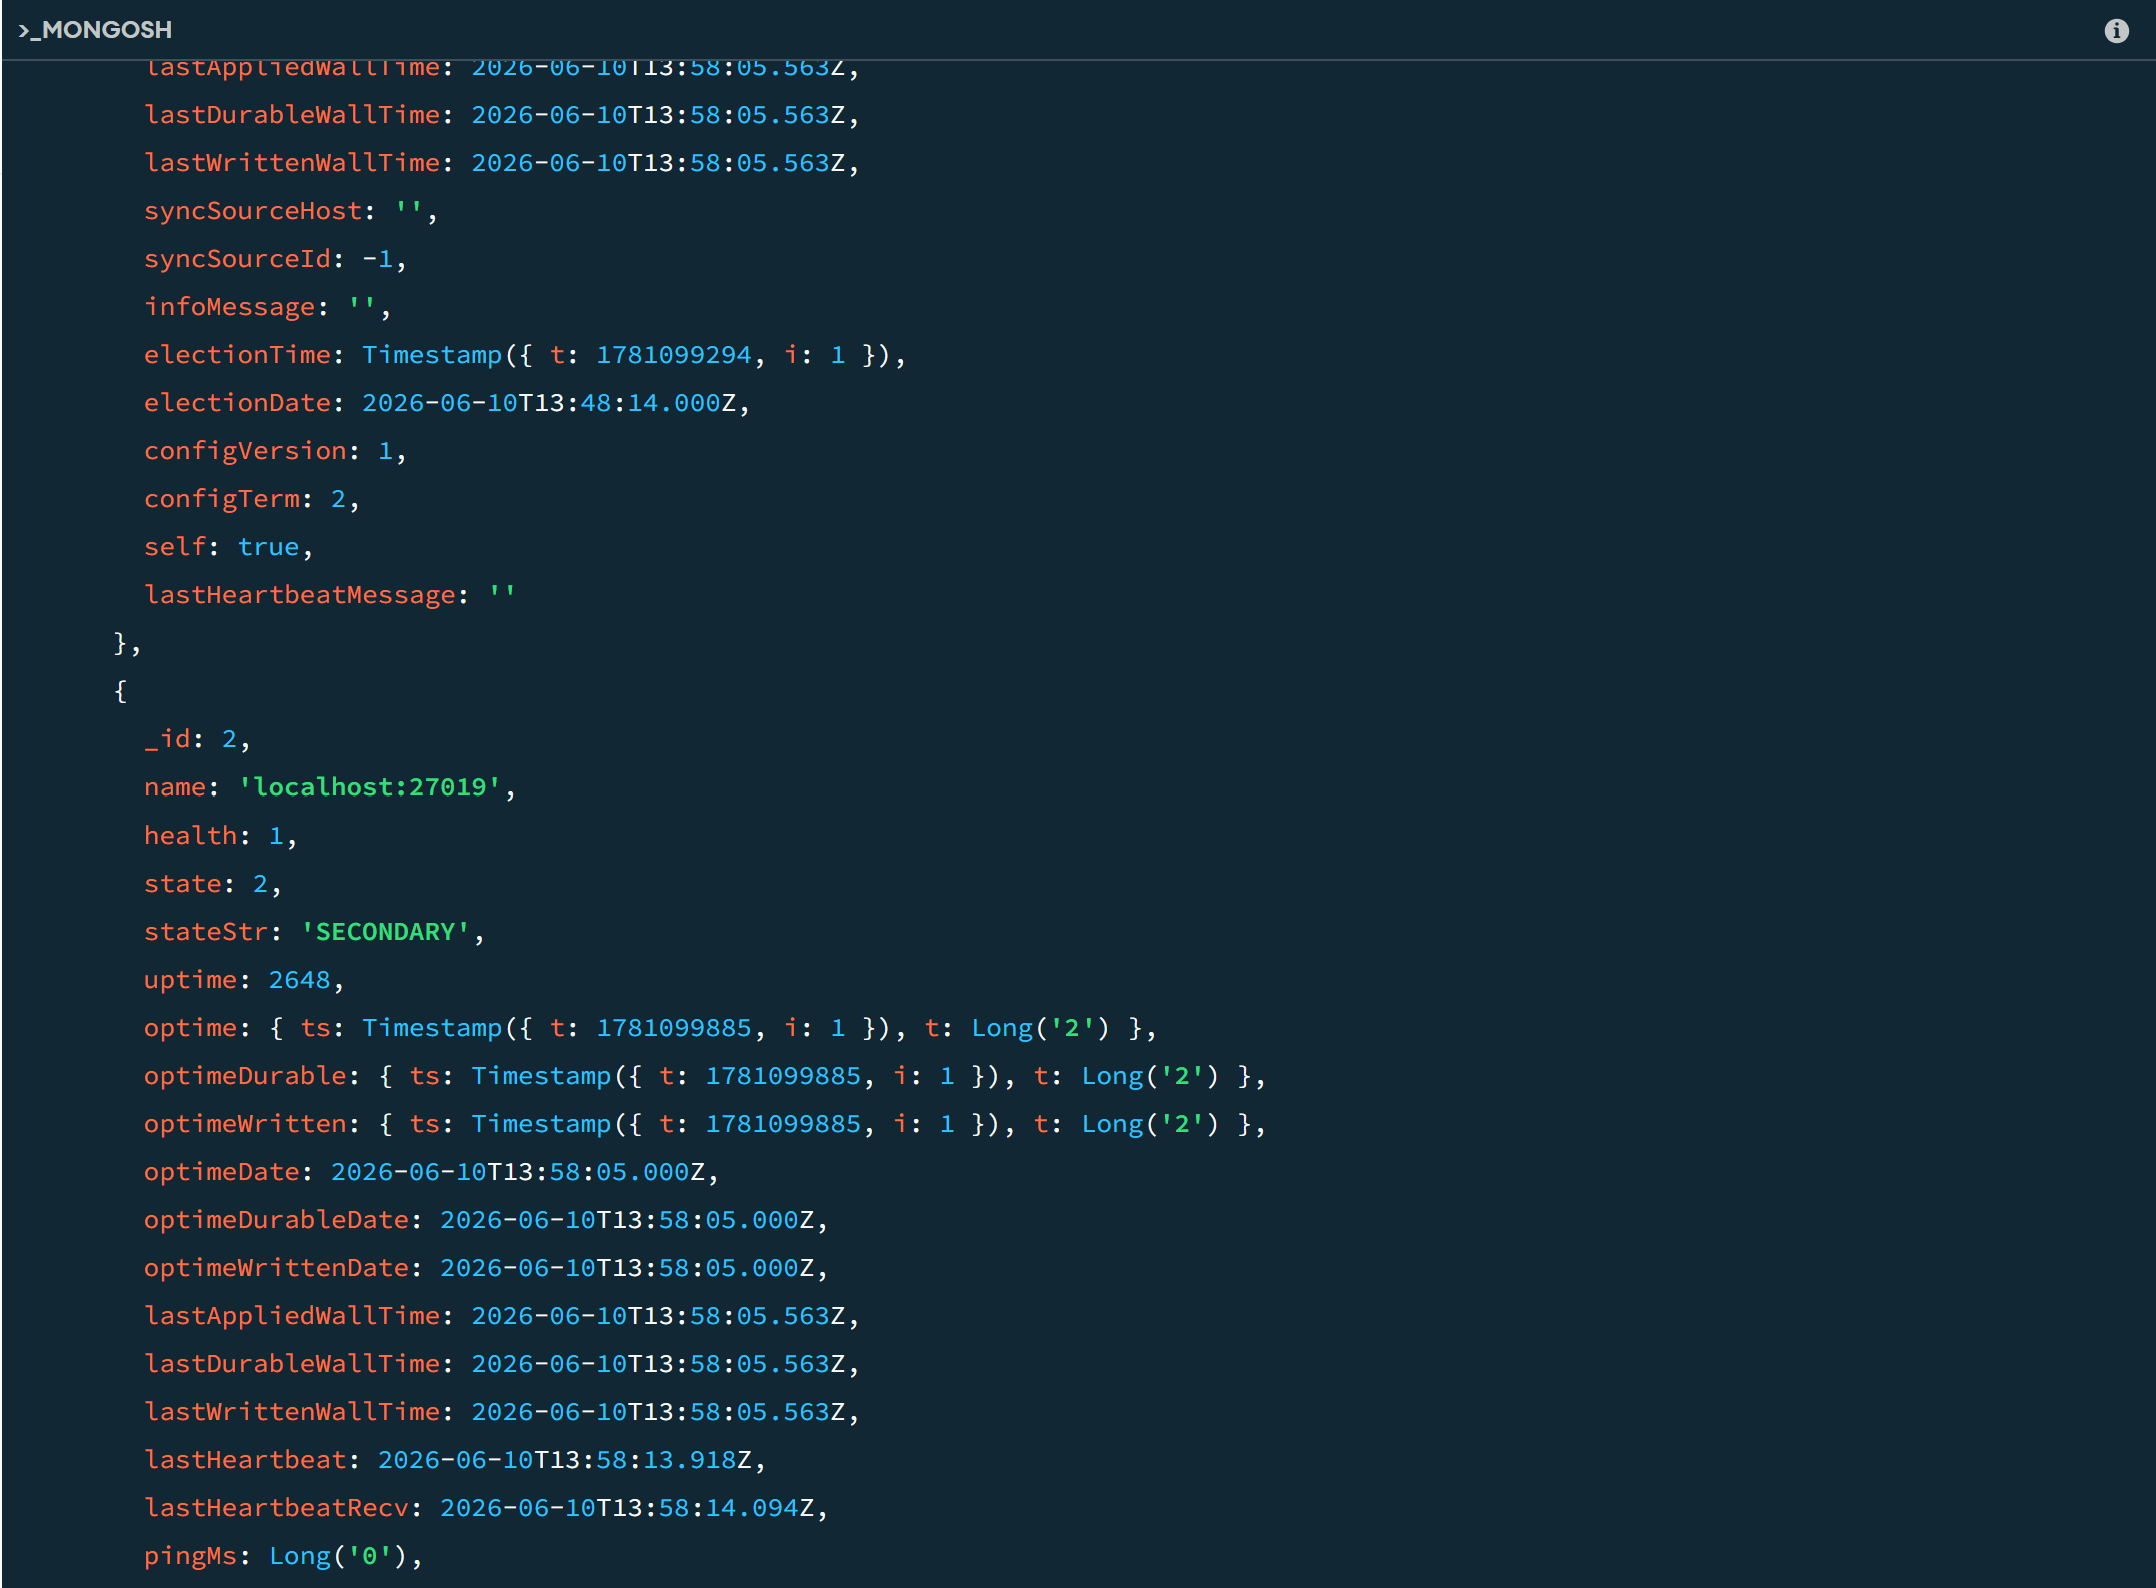 >_MONGOSH
lastAppliedWallTime: 2026-06-10T13:58:05.563Z,
lastDurableWallTime: 2026-06-10T13:58:05.563Z,
lastWrittenWallTime: 2026-06-10T13:58:05.563Z,
syncSourceHost: '',
syncSourceId: -1,
infoMessage: '',
electionTime: Timestamp({ t: 1781099294, i: 1 }),
electionDate: 2026-06-10T13:48:14.000Z,
configVersion: 1,
configTerm: 2,
self: true,
lastHeartbeatMessage: ''
},
{
_id: 2,
name: 'localhost:27019',
health: 1,
state: 2,
stateStr: 'SECONDARY',
uptime: 2648,
optime: { ts: Timestamp({ t: 1781099885, i: 1 }), t: Long('2') },
optimeDurable: { ts: Timestamp({ t: 1781099885, i: 1 }), t: Long('2') },
optimeWritten: { ts: Timestamp({ t: 1781099885, i: 1 }), t: Long('2') },
optimeDate: 2026-06-10T13:58:05.000Z,
optimeDurableDate: 2026-06-10T13:58:05.000Z,
optimeWrittenDate: 2026-06-10T13:58:05.000Z,
lastAppliedWallTime: 2026-06-10T13:58:05.563Z,
lastDurableWallTime: 2026-06-10T13:58:05.563Z,
lastWrittenWallTime: 2026-06-10T13:58:05.563Z,
lastHeartbeat: 2026-06-10T13:58:13.918Z,
lastHeartbeatRecv: 2026-06-10T13:58:14.094Z,
pingMs: Long('0'),